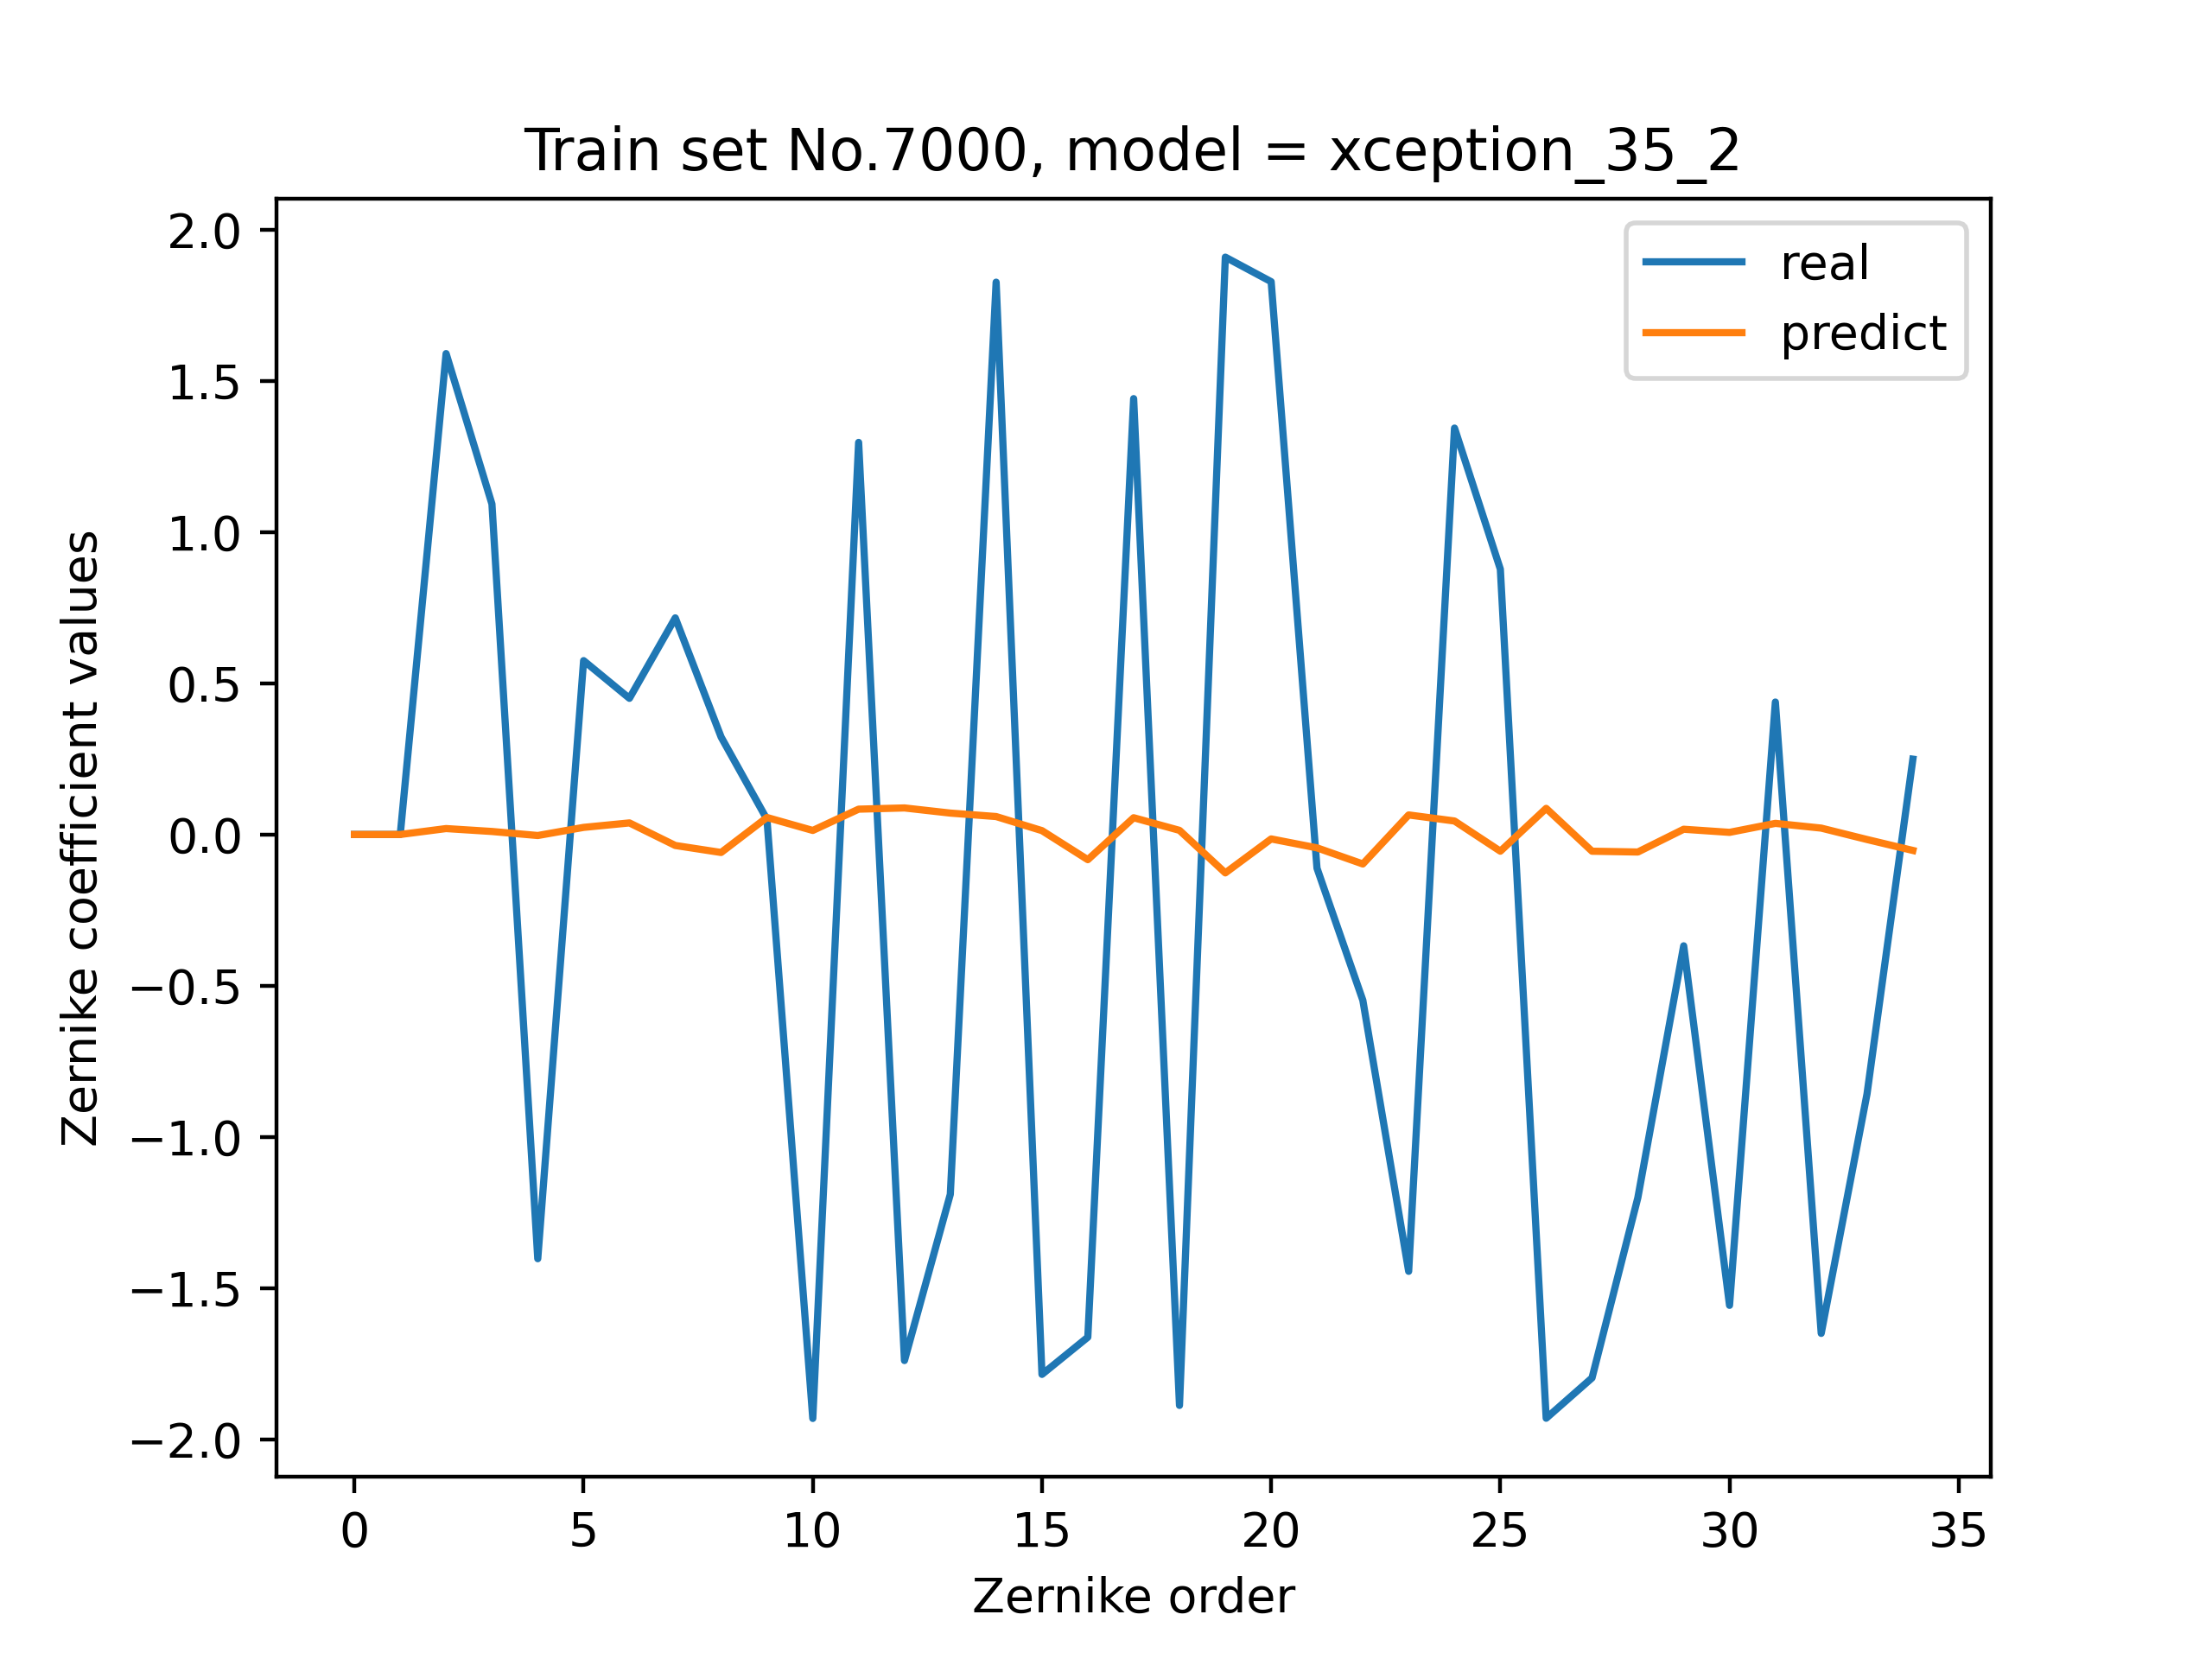 Train set No.7000, model = xception_35_2
real
predict
Zernike coefficient values
2.0
1.5
1.0
0.5
0.0
−0.5
−1.0
−1.5
−2.0
0 5 10 15 20 25 30 35
Zernike order